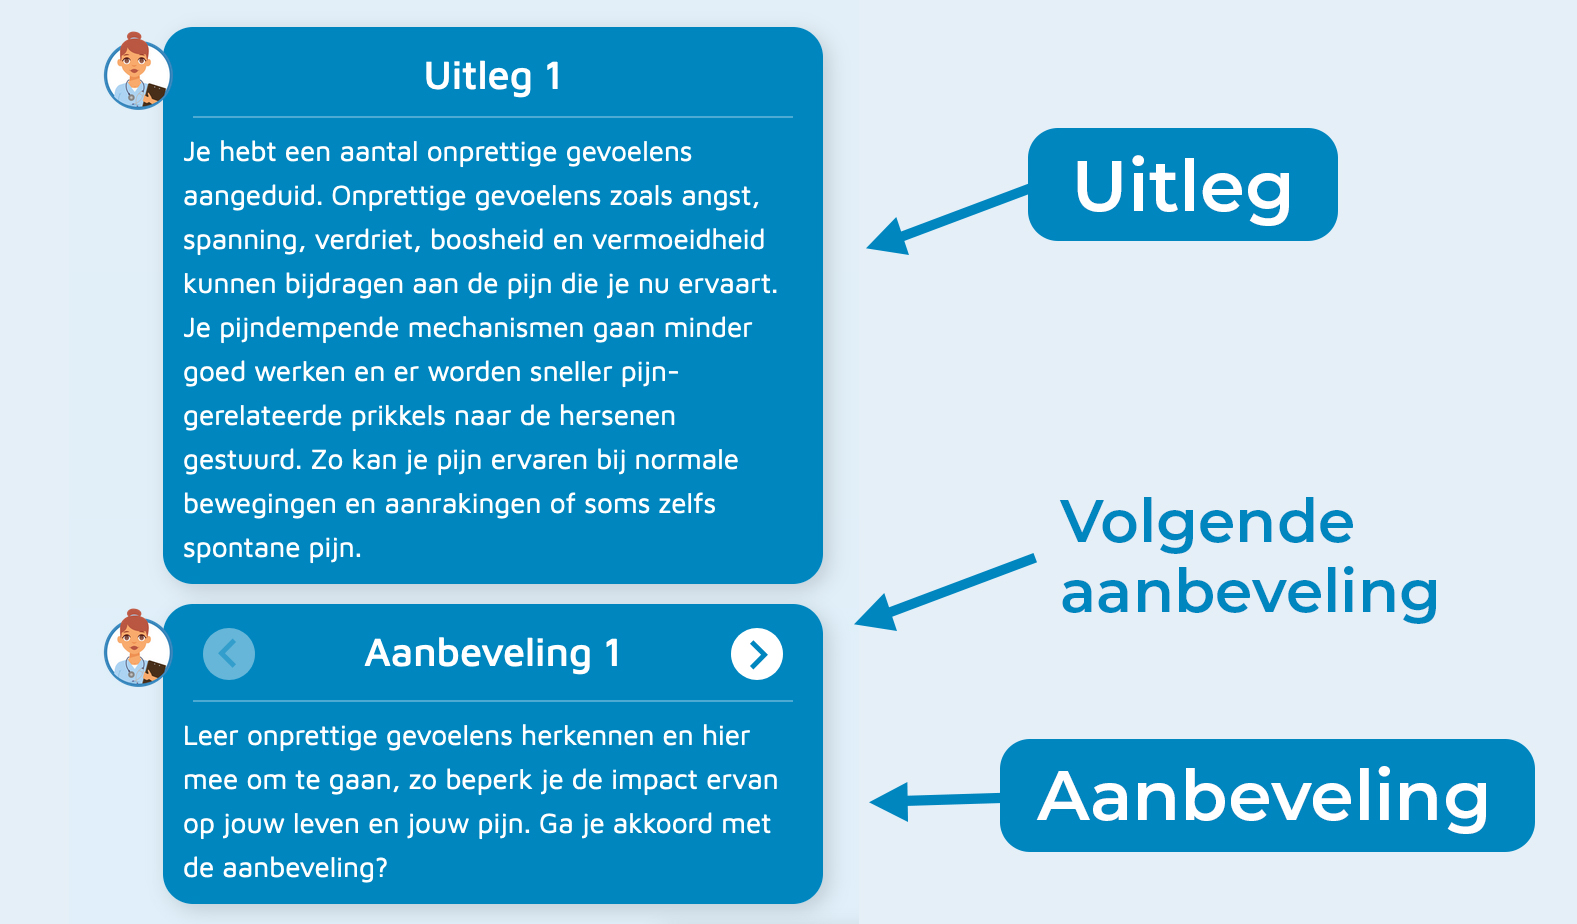 Uitleg 1
Je hebt een aantal onprettige gevoelens
aangeduid. Onprettige gevoelens zoals angst,
spanning, verdriet, boosheid en vermoeidheid
kunnen bijdragen aan de pijn die je nu ervaart.
Je pijndempende mechanismen gaan minder
goed werken en er worden sneller pijn-
gerelateerde prikkels naar de hersenen
gestuurd. Zo kan je pijn ervaren bij normale
bewegingen en aanrakingen of soms zelfs
spontane pijn.
Uitleg
Aanbeveling 1
Leer onprettige gevoelens herkennen en hier
mee om te gaan, zo beperk je de impact ervan
op jouw leven en jouw pijn. Ga je akkoord met
de aanbeveling?
Volgende
aanbeveling
Aanbeveling